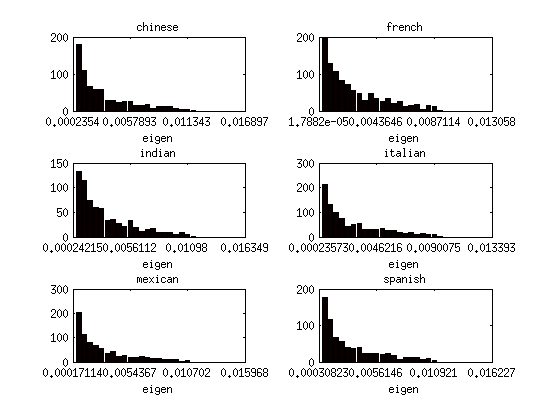 chinese
200
100
0
0.0002354 0.0057893 0.011343 0.016897
eigen
french
200
100
0
1.7882e-05 0.0043646 0.0087114 0.013058
eigen
indian
150
100
50
0
0.00024215 0.0056112 0.01098 0.016349
eigen
italian
300
200
100
0
0.00023573 0.0046216 0.0090075 0.013393
eigen
mexican
300
200
100
0
0.00017114 0.0054367 0.010702 0.015968
eigen
spanish
200
100
0
0.00030823 0.0056146 0.010921 0.016227
eigen